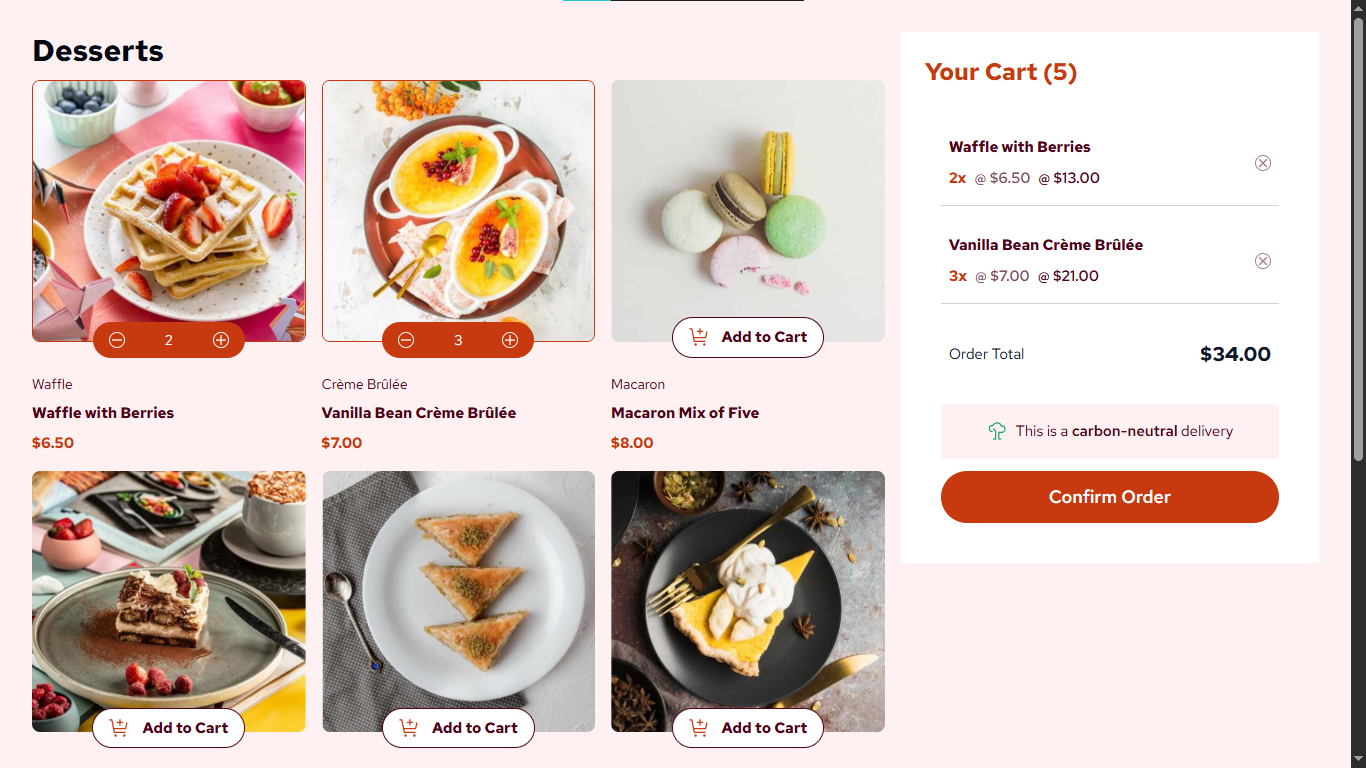 Desserts
2
3
Add to Cart
Waffle
Crème Brûlée
Macaron
Waffle with Berries
Vanilla Bean Crème Brûlée
Macaron Mix of Five
$6.50
$7.00
$8.00
Add to Cart
Add to Cart
Add to Cart
Your Cart (5)
Waffle with Berries
2x @ $6.50 @ $13.00
Vanilla Bean Crème Brûlée
3x @ $7.00 @ $21.00
Order Total $34.00
This is a carbon-neutral delivery
Confirm Order